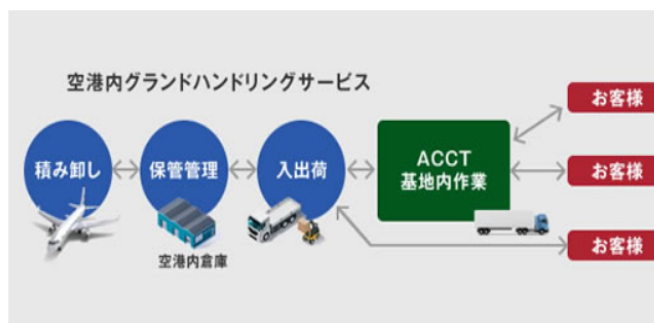 空港内グランドハンドリングサービス
積み卸し
保管管理
入出荷
ACCT
基地内作業
お客様
お客様
お客様
空港内倉庫